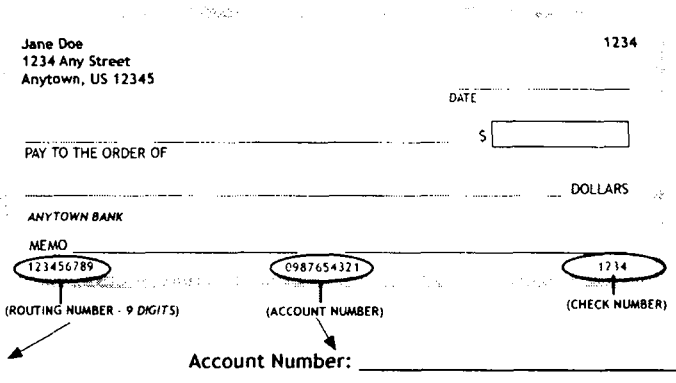 Jane Doe 1234
1234 Any Street
Anytown, US 12345
DATE
$
PAY TO THE ORDER OF
DOLLARS
ANYTOWN BANK
MEMO
123456789 0987654321 1234
(ROUTING NUMBER - 9 DIGITS) (ACCOUNT NUMBER) (CHECK NUMBER)
Account Number: